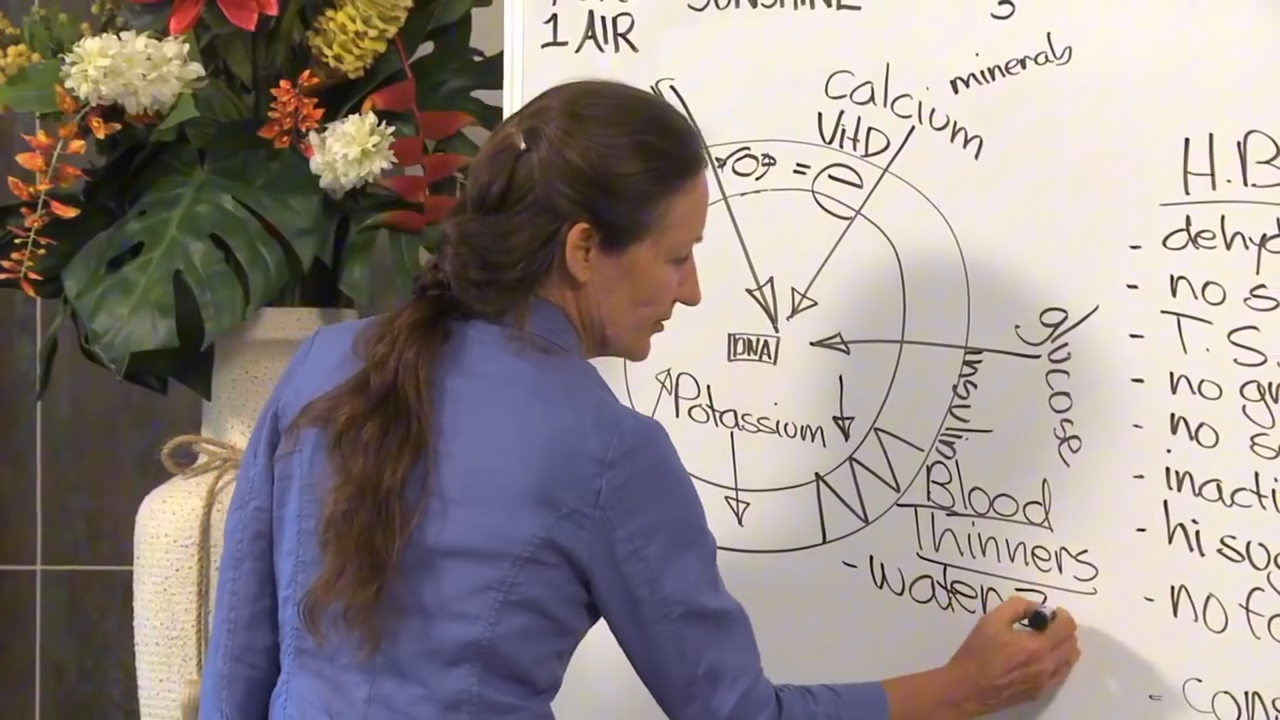 SUNSHINE 3
1 AIR
Calcium minerals
Vit D
=
DNA
Potassium
glucose
insulin
Blood
Thinners
- water
H.B
- dehyd
- no s
- T.S.
- no gr
- no s
- inacti
- hi sug
- no fo
- cons